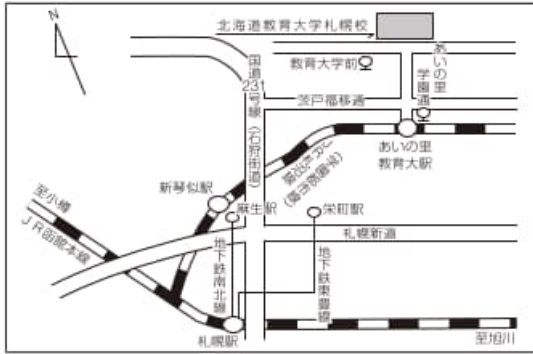 N
北海道教育大学札幌校
国道231号線（石狩街道）
教育大学前
あいの里
学園通
茨戸福移通
あいの里
教育大駅
JR札沼線
(学園都市線)
新琴似駅
麻生駅
栄町駅
至小樽
JR函館本線
札幌新道
地下鉄南北線
地下鉄東豊線
札幌駅
至旭川